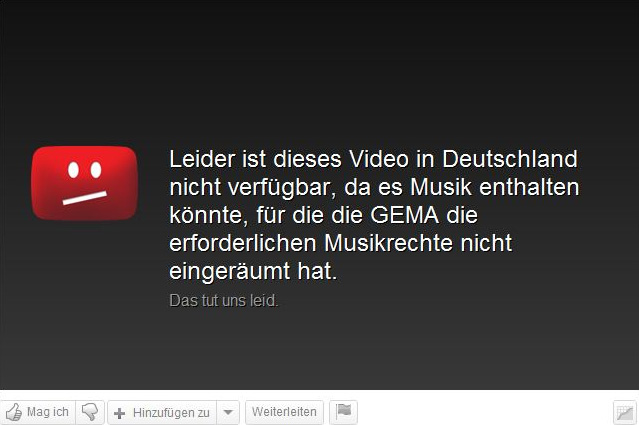 Leider ist dieses Video in Deutschland
nicht verfügbar, da es Musik enthalten
könnte, für die die GEMA die
erforderlichen Musikrechte nicht
eingeräumt hat.
Das tut uns leid.
Mag ich
Hinzufügen zu
Weiterleiten